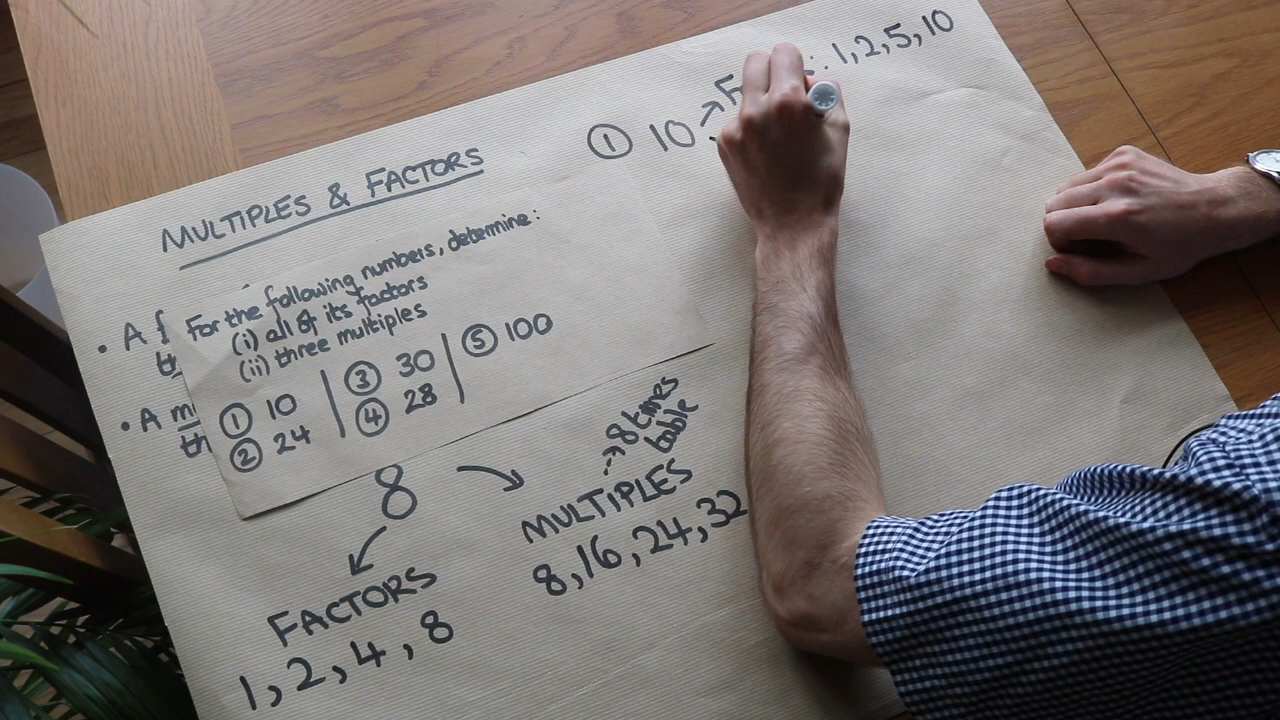 MULTIPLES & FACTORS
• A
• A
For the following numbers, determine:
(i) all of its factors
(ii) three multiples
① 10
② 24
③ 30
④ 28
⑤ 100
8
FACTORS
1, 2, 4, 8
→ 8 times
table
MULTIPLES
8, 16, 24, 32
① 10
: 1, 2, 5, 10